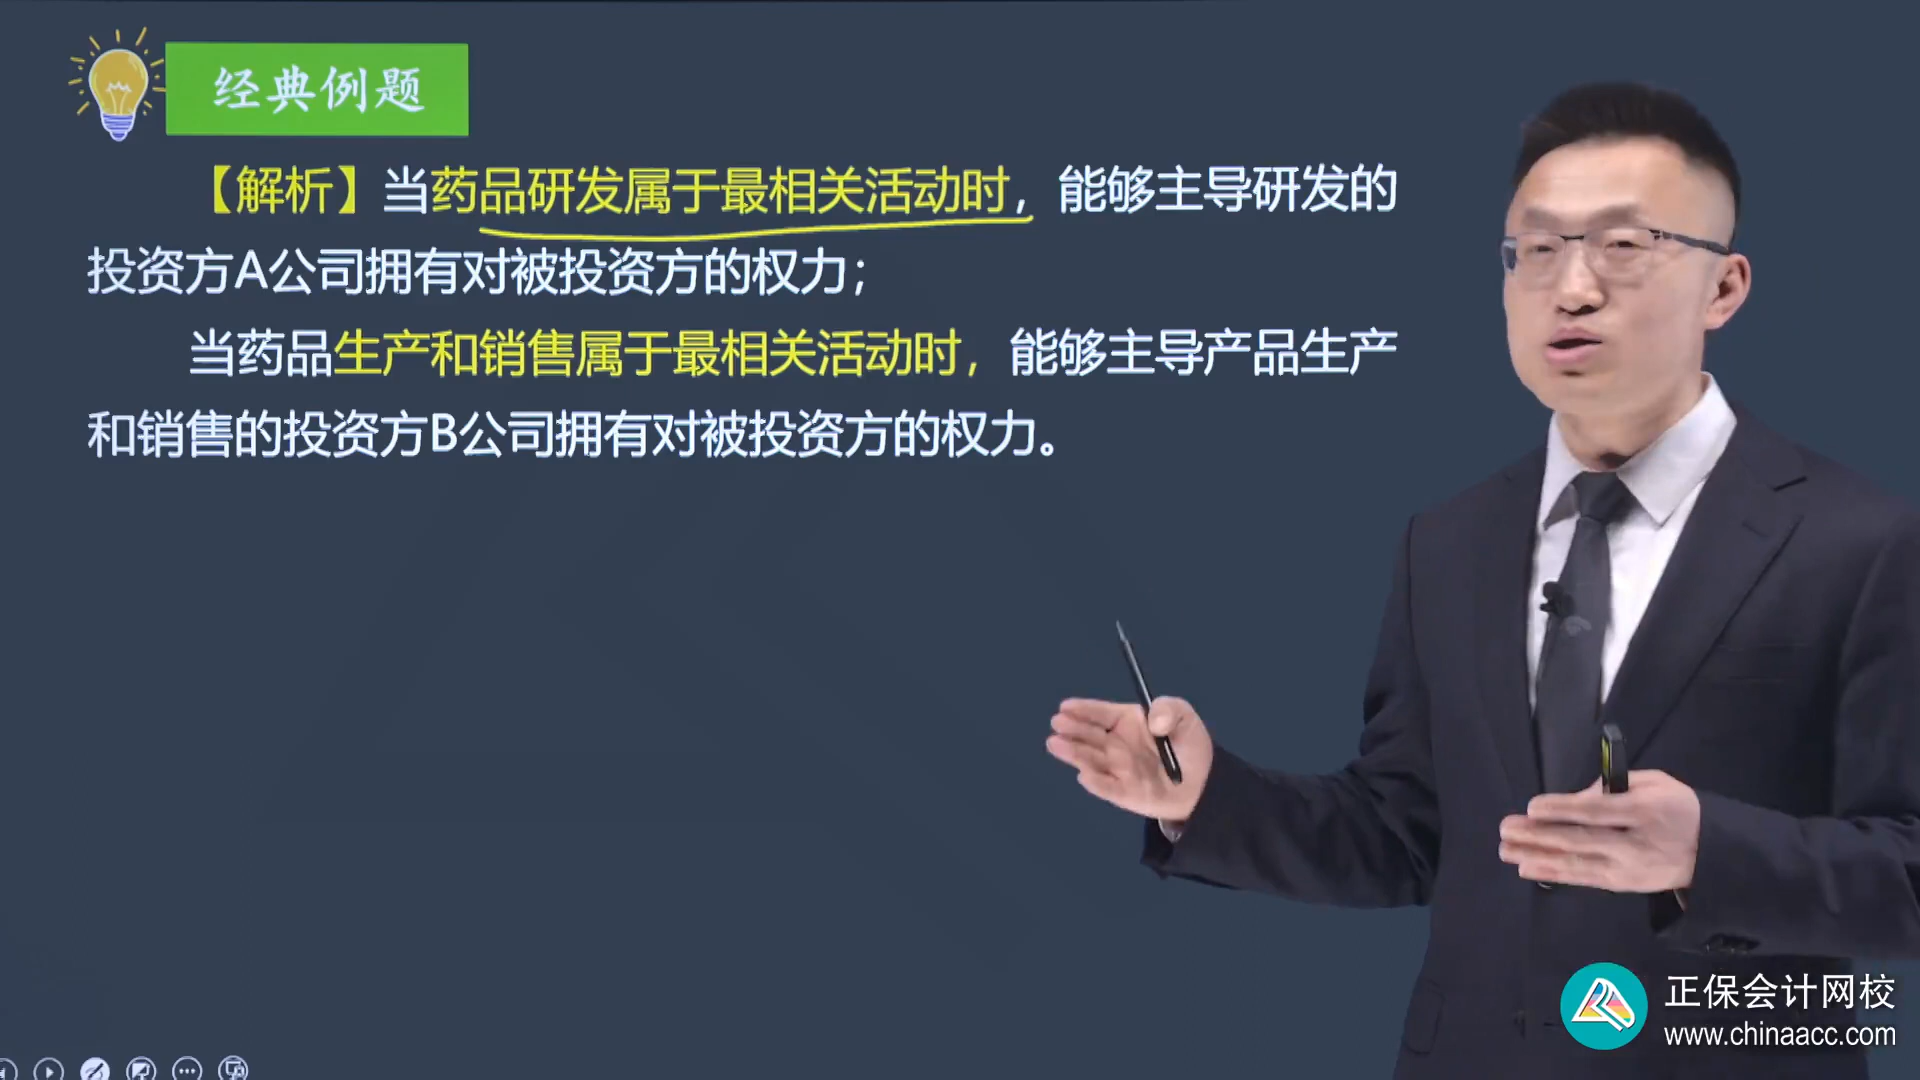 经典例题
【解析】当药品研发属于最相关活动时，能够主导研发的
投资方A公司拥有对被投资方的权力；
当药品生产和销售属于最相关活动时，能够主导产品生产
和销售的投资方B公司拥有对被投资方的权力。
正保会计网校
www.chinaacc.com